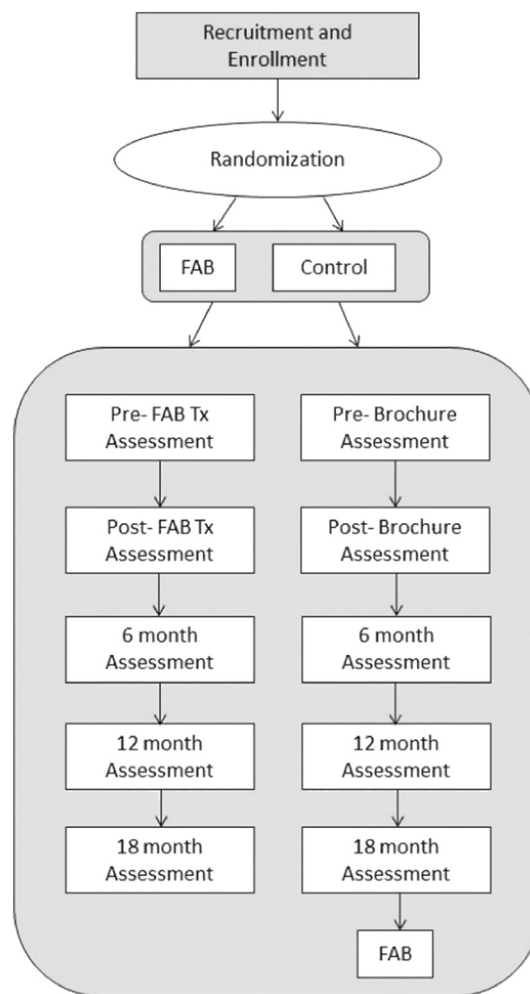 Recruitment and
Enrollment
Randomization
FAB
Control
Pre- FAB Tx
Assessment
Pre- Brochure
Assessment
Post- FAB Tx
Assessment
Post- Brochure
Assessment
6 month
Assessment
6 month
Assessment
12 month
Assessment
12 month
Assessment
18 month
Assessment
18 month
Assessment
FAB